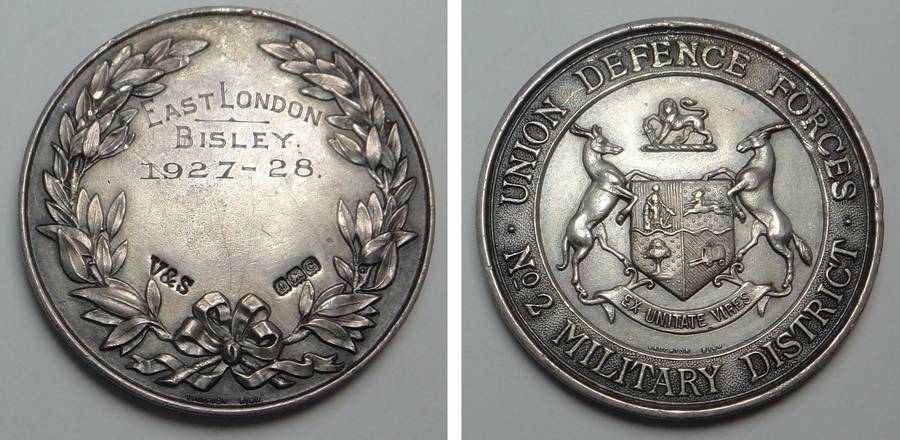 EAST LONDON
BISLEY.
1927-28.
V&S
UNION DEFENCE FORCES
No 2 MILITARY DISTRICT
EX UNITATE VIRES